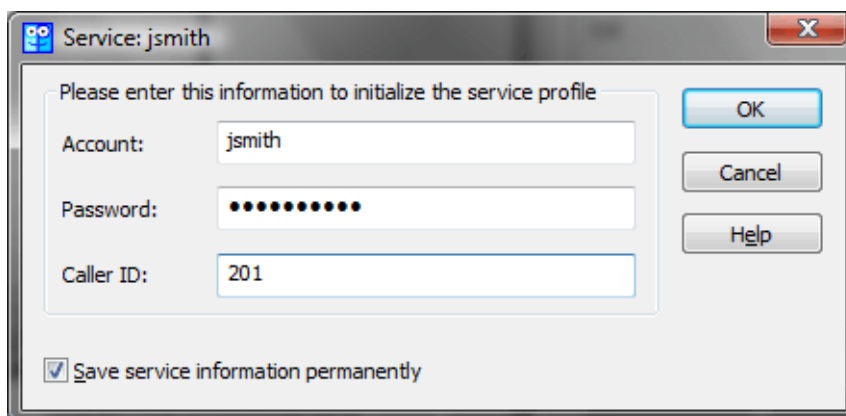 Service: jsmith
Please enter this information to initialize the service profile
Account: jsmith
Password: ●●●●●●●●●●
Caller ID: 201
Save service information permanently
OK
Cancel
Help